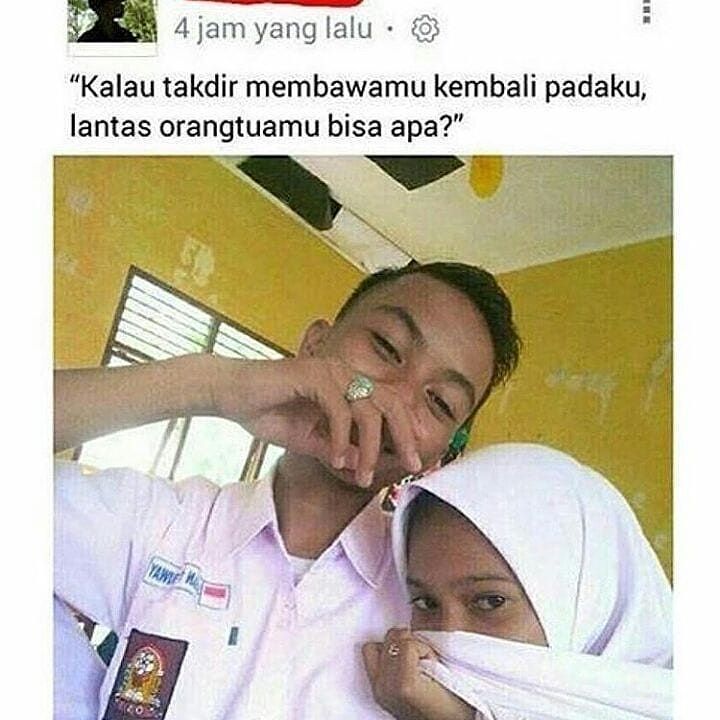 4 jam yang lalu ·
“Kalau takdir membawamu kembali padaku,
lantas orangtuamu bisa apa?”